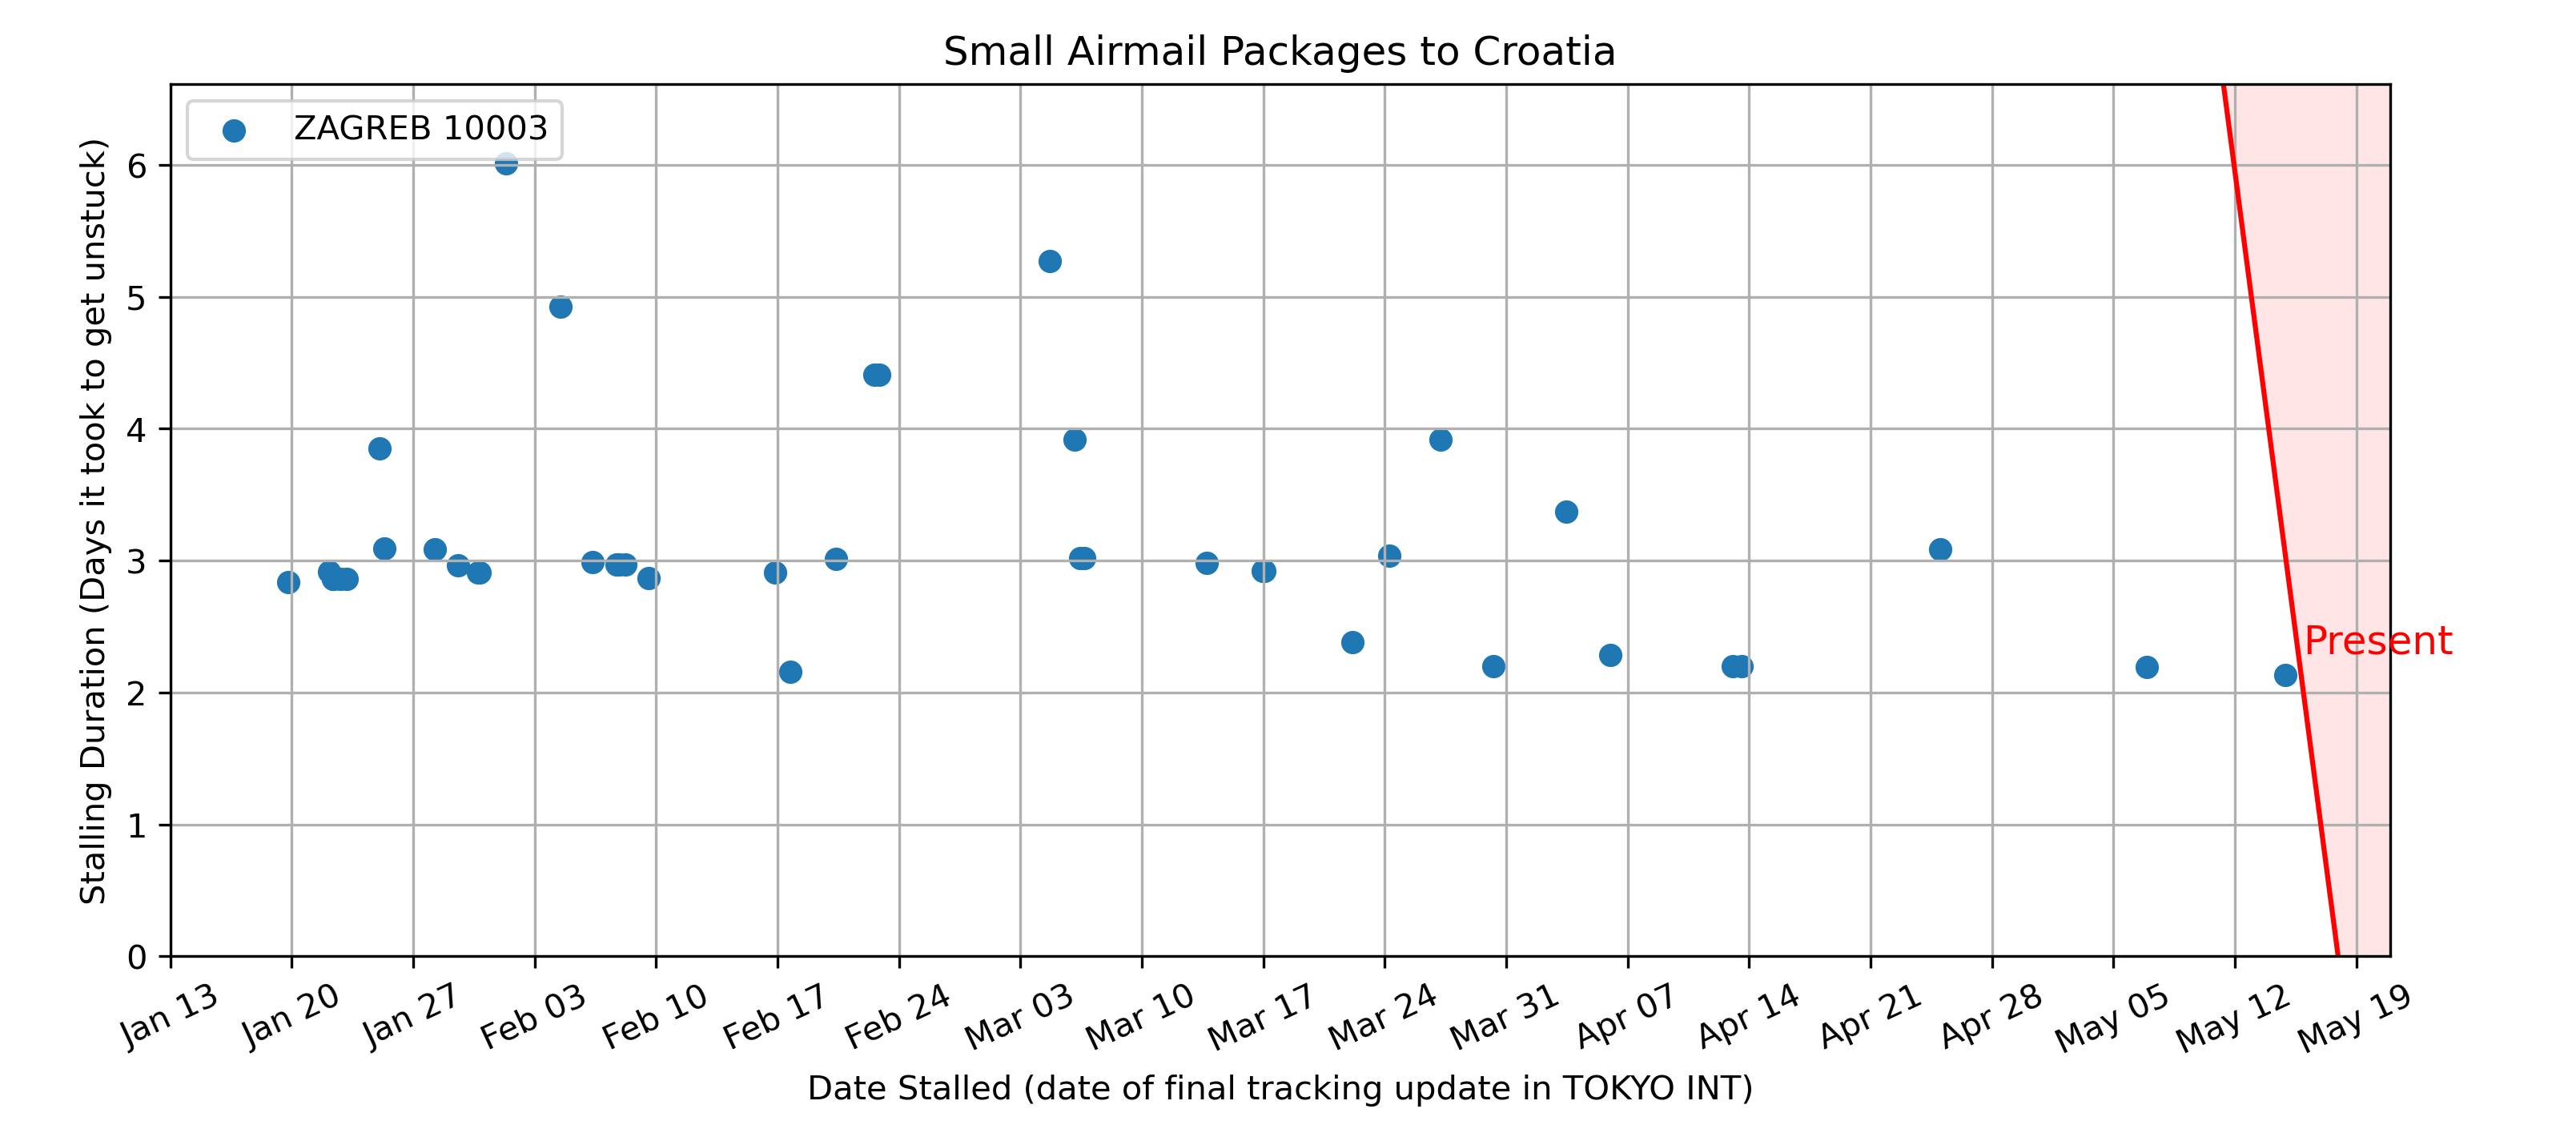 Small Airmail Packages to Croatia
ZAGREB 10003
Stalling Duration (Days it took to get unstuck)
6
5
4
3
2
1
0
Present
Jan 13
Jan 20
Jan 27
Feb 03
Feb 10
Feb 17
Feb 24
Mar 03
Mar 10
Mar 17
Mar 24
Mar 31
Apr 07
Apr 14
Apr 21
Apr 28
May 05
May 12
May 19
Date Stalled (date of final tracking update in TOKYO INT)